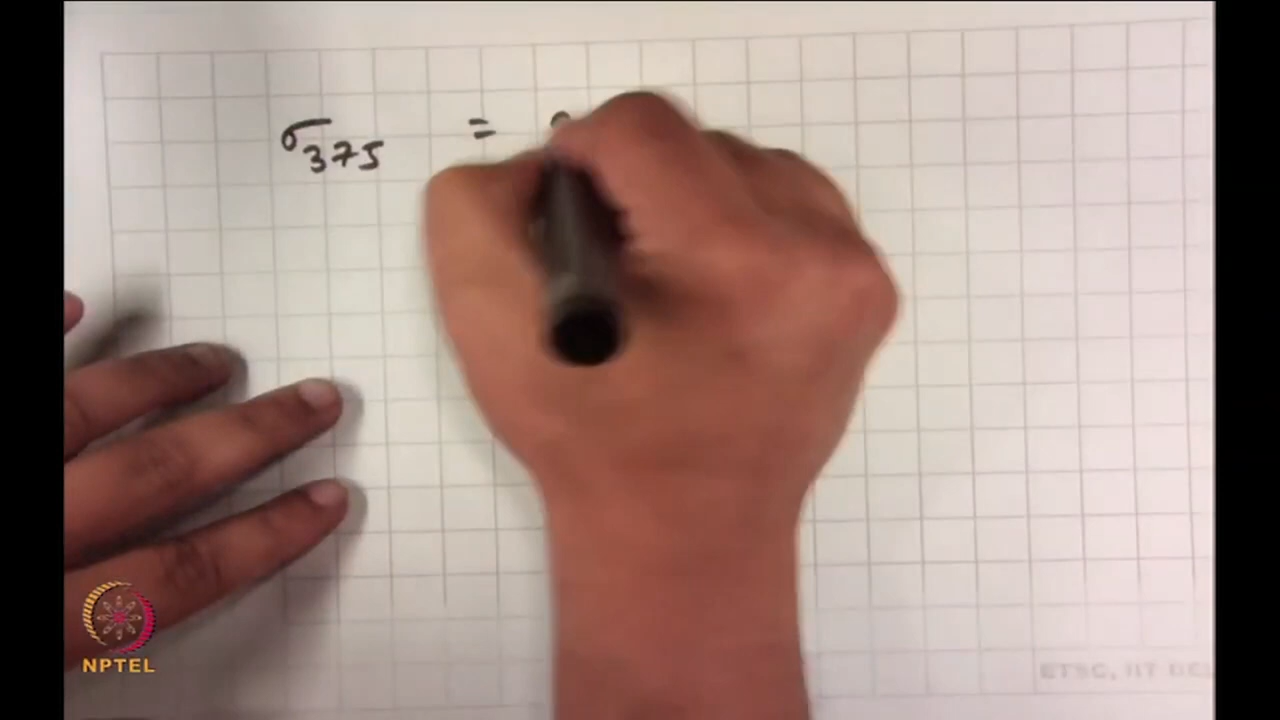 σ375 =
NPTEL